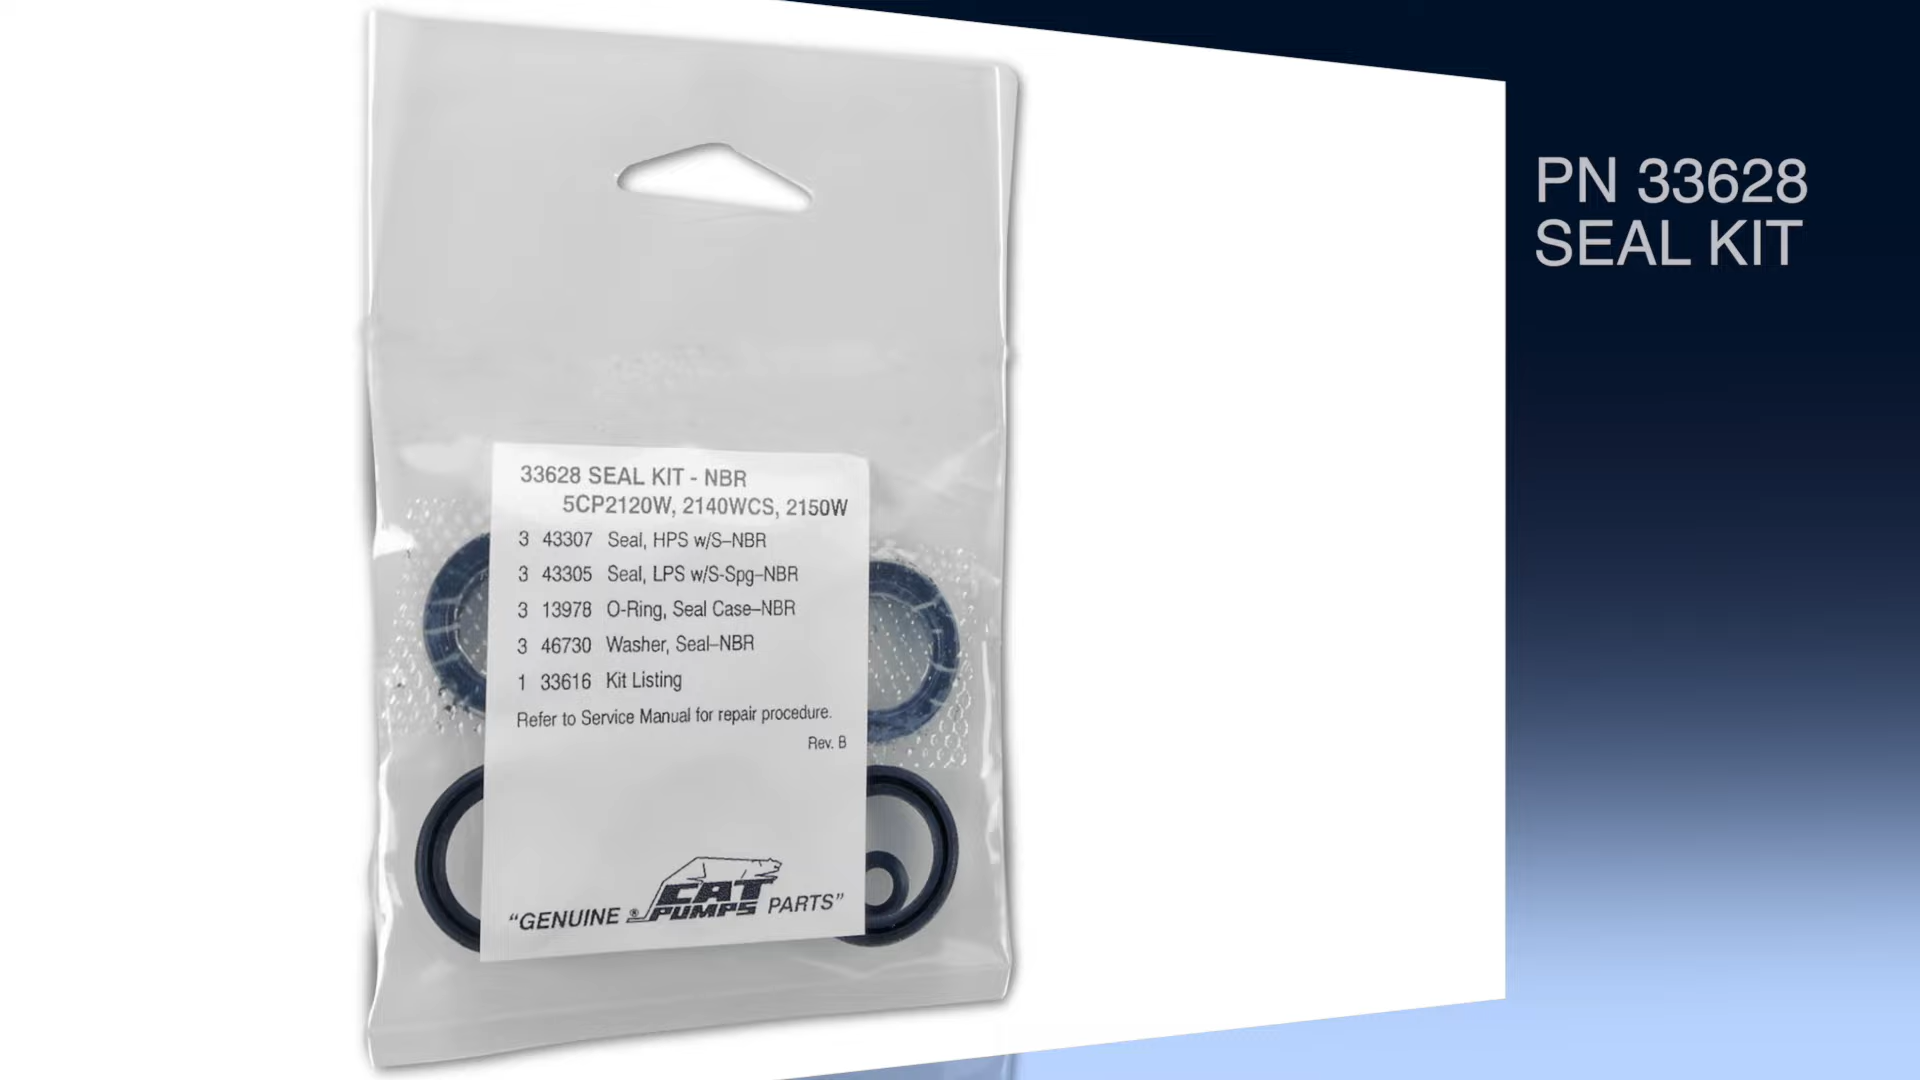 PN 33628
SEAL KIT
33628 SEAL KIT - NBR
5CP2120W, 2140WCS, 2150W
3 43307 Seal, HPS w/S–NBR
3 43305 Seal, LPS w/S-Spg–NBR
3 13978 O-Ring, Seal Case–NBR
3 46730 Washer, Seal–NBR
1 33616 Kit Listing
Refer to Service Manual for repair procedure.
Rev. B
“GENUINE ® CAT PUMPS PARTS”